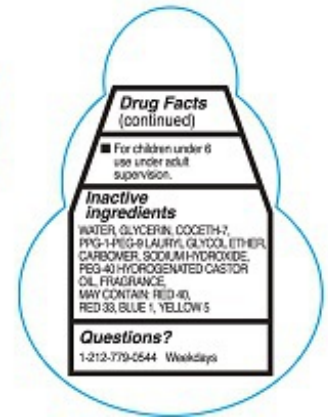 Drug Facts
(continued)
■ For children under 6
use under adult
supervision.
Inactive
ingredients
WATER, GLYCERIN, COCETH-7,
PPG-1-PEG-9 LAURYL GLYCOL ETHER,
CARBOMER, SODIUM HYDROXIDE,
PEG-40 HYDROGENATED CASTOR
OIL, FRAGRANCE,
MAY CONTAIN: RED 40,
RED 33, BLUE 1, YELLOW 5
Questions?
1-212-779-0544 Weekdays